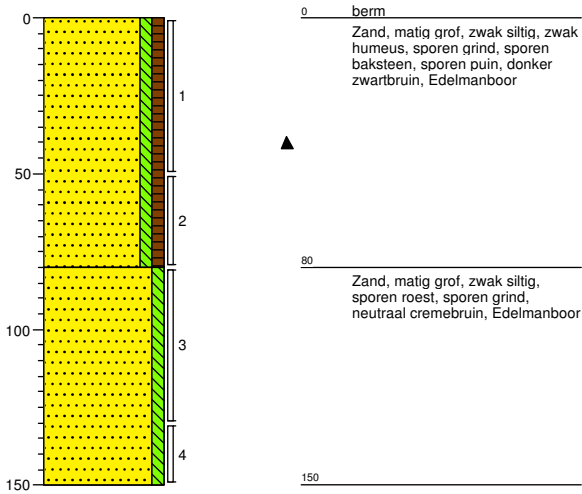 0
berm
Zand, matig grof, zwak siltig, zwak
humeus, sporen grind, sporen
baksteen, sporen puin, donker
zwartbruin, Edelmanboor
80
Zand, matig grof, zwak siltig,
sporen roest, sporen grind,
neutraal cremebruin, Edelmanboor
150
0
50
100
150
1
2
3
4